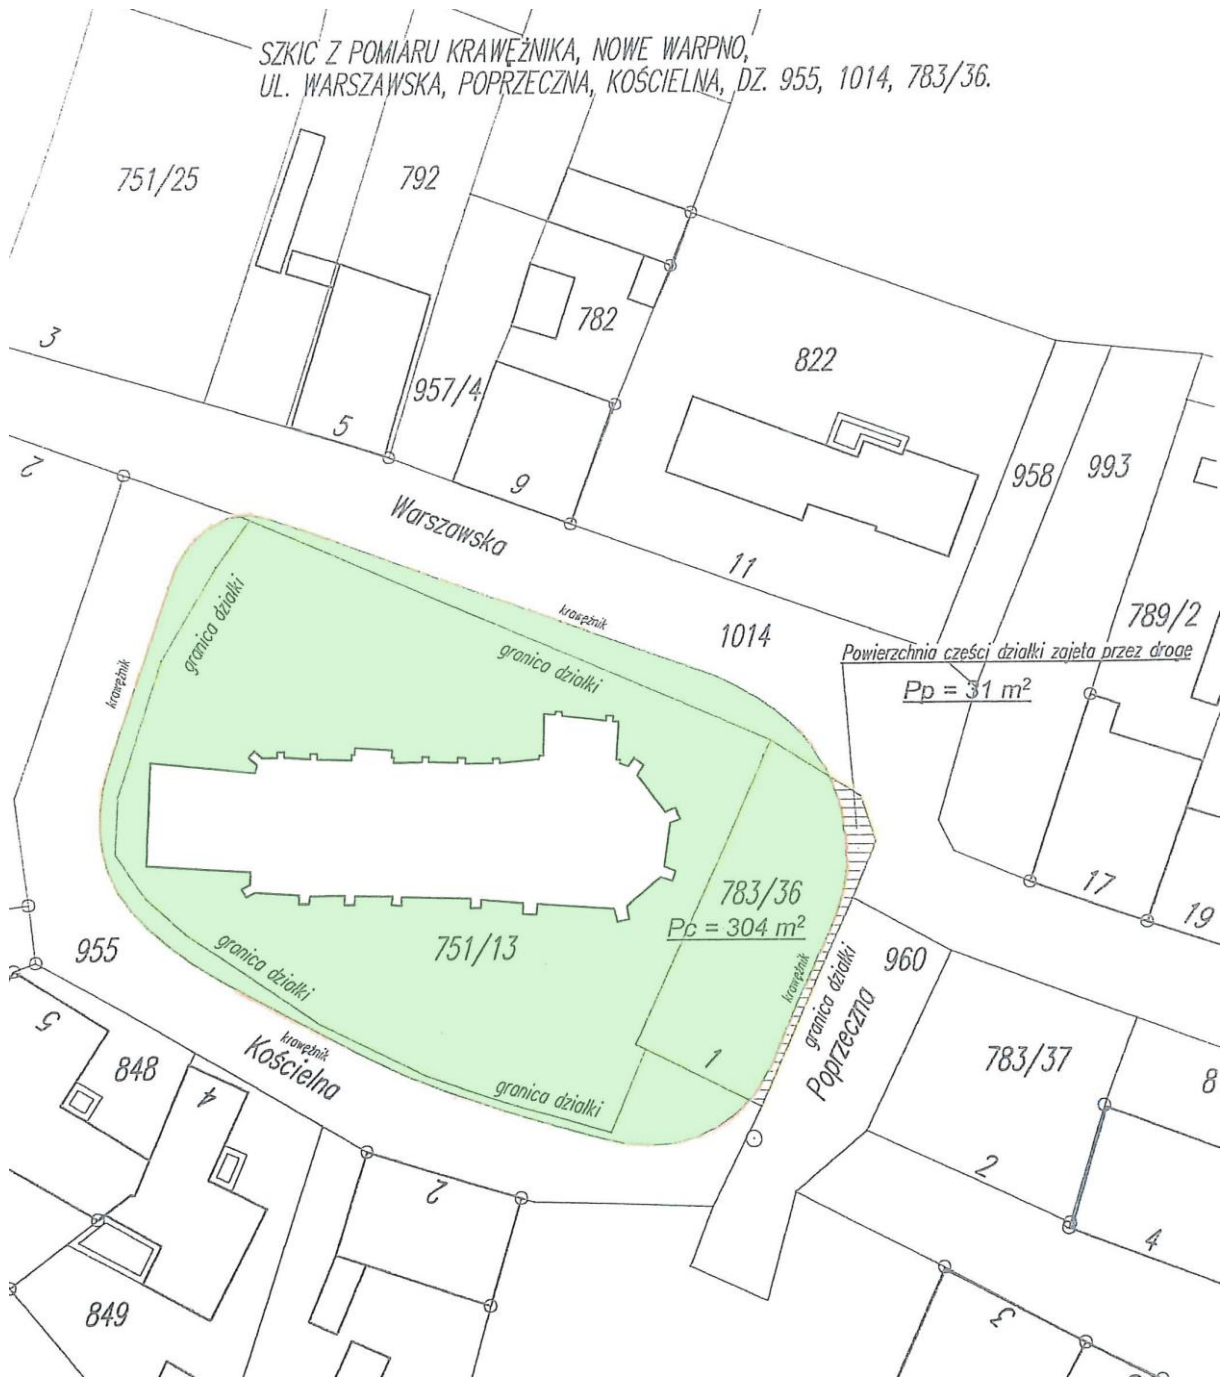 SZKIC Z POMIARU KRAWĘŻNIKA, NOWE WARPNO,
UL. WARSZAWSKA, POPRZECZNA, KOŚCIELNA, DZ. 955, 1014, 783/36.
751/25
792
782
822
3
957/4
5
9
958
993
2
Warszawska
11
krawężnik
1014
789/2
granica działki
granica działki
krawężnik
Powierzchnia części działki zajęta przez drogę
Pp = 31 m²
783/36
Pc = 304 m²
17
19
751/13
955
960
granica działki
krawężnik
granica działki
Poprzeczna
5
848
krawężnik
Kościelna
1
783/37
8
4
granica działki
2
2
4
849
3